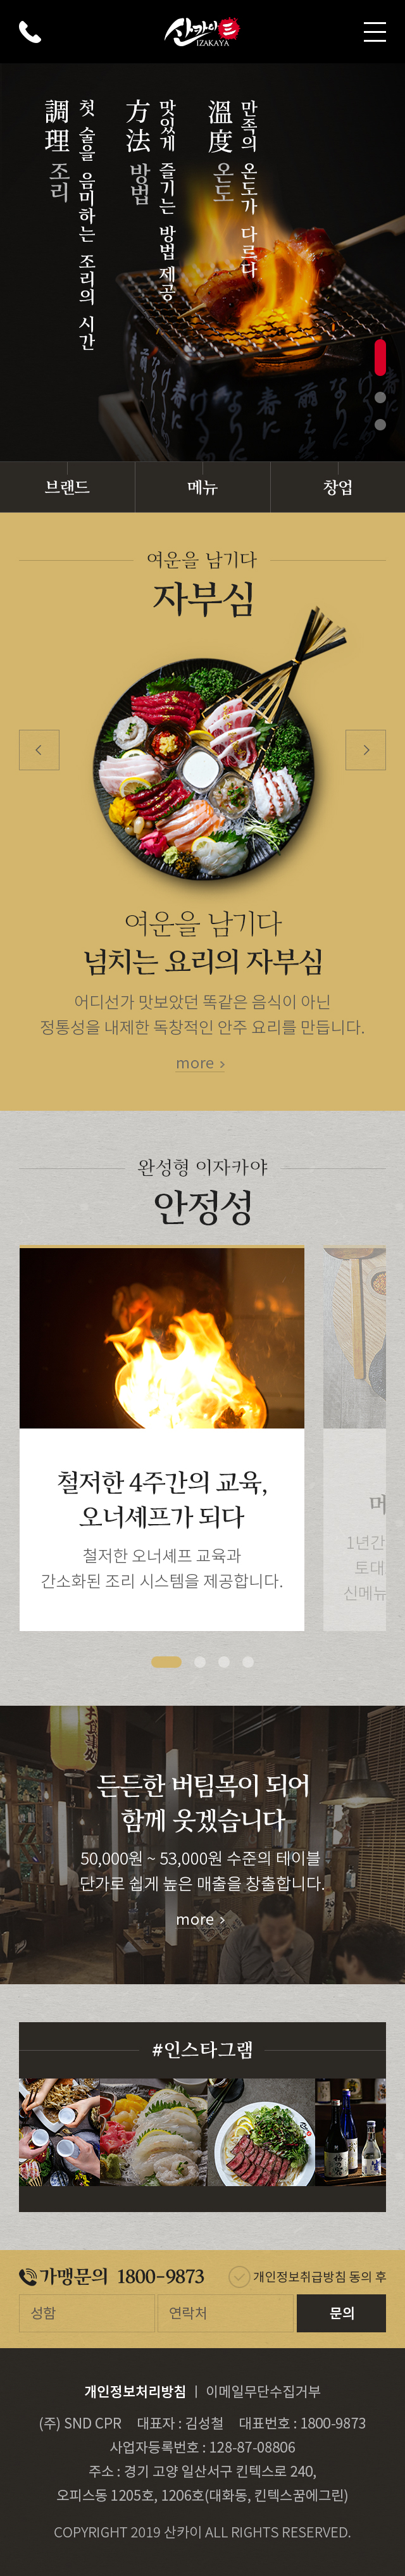 산카이
IZAKAYA
調理 조리
첫 술을 음미하는 조리의 시간
方法 방법
맛있게 즐기는 방법 제공
溫度 온도
만족의 온도가 다르다
브랜드
메뉴
창업
여운을 남기다
자부심
여운을 남기다
넘치는 요리의 자부심
어디선가 맛보았던 똑같은 음식이 아닌
정통성을 내제한 독창적인 안주 요리를 만듭니다.
more >
완성형 이자카야
안정성
철저한 4주간의 교육,
오너셰프가 되다
철저한 오너셰프 교육과
간소화된 조리 시스템을 제공합니다.
1년간
토대
신메뉴
든든한 버팀목이 되어
함께 웃겠습니다
50,000원 ~ 53,000원 수준의 테이블
단가로 쉽게 높은 매출을 창출합니다.
more >
#인스타그램
가맹문의 1800-9873
개인정보취급방침 동의 후
성함
연락처
문의
개인정보처리방침 | 이메일무단수집거부
(주) SND CPR 대표자 : 김성철 대표번호 : 1800-9873
사업자등록번호 : 128-87-08806
주소 : 경기 고양 일산서구 킨텍스로 240,
오피스동 1205호, 1206호(대화동, 킨텍스꿈에그린)
COPYRIGHT 2019 산카이 ALL RIGHTS RESERVED.